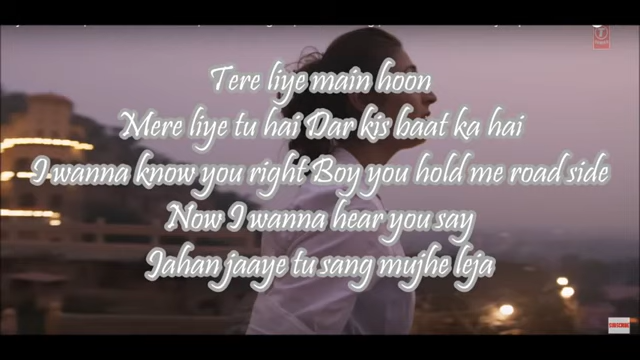 Tere liye main hoon
Mere liye tu hai Dar kis baat ka hai
I wanna know you right Boy you hold me road side
Now I wanna hear you say
Jahan jaaye tu sang mujhe leja
SUBSCRIBE